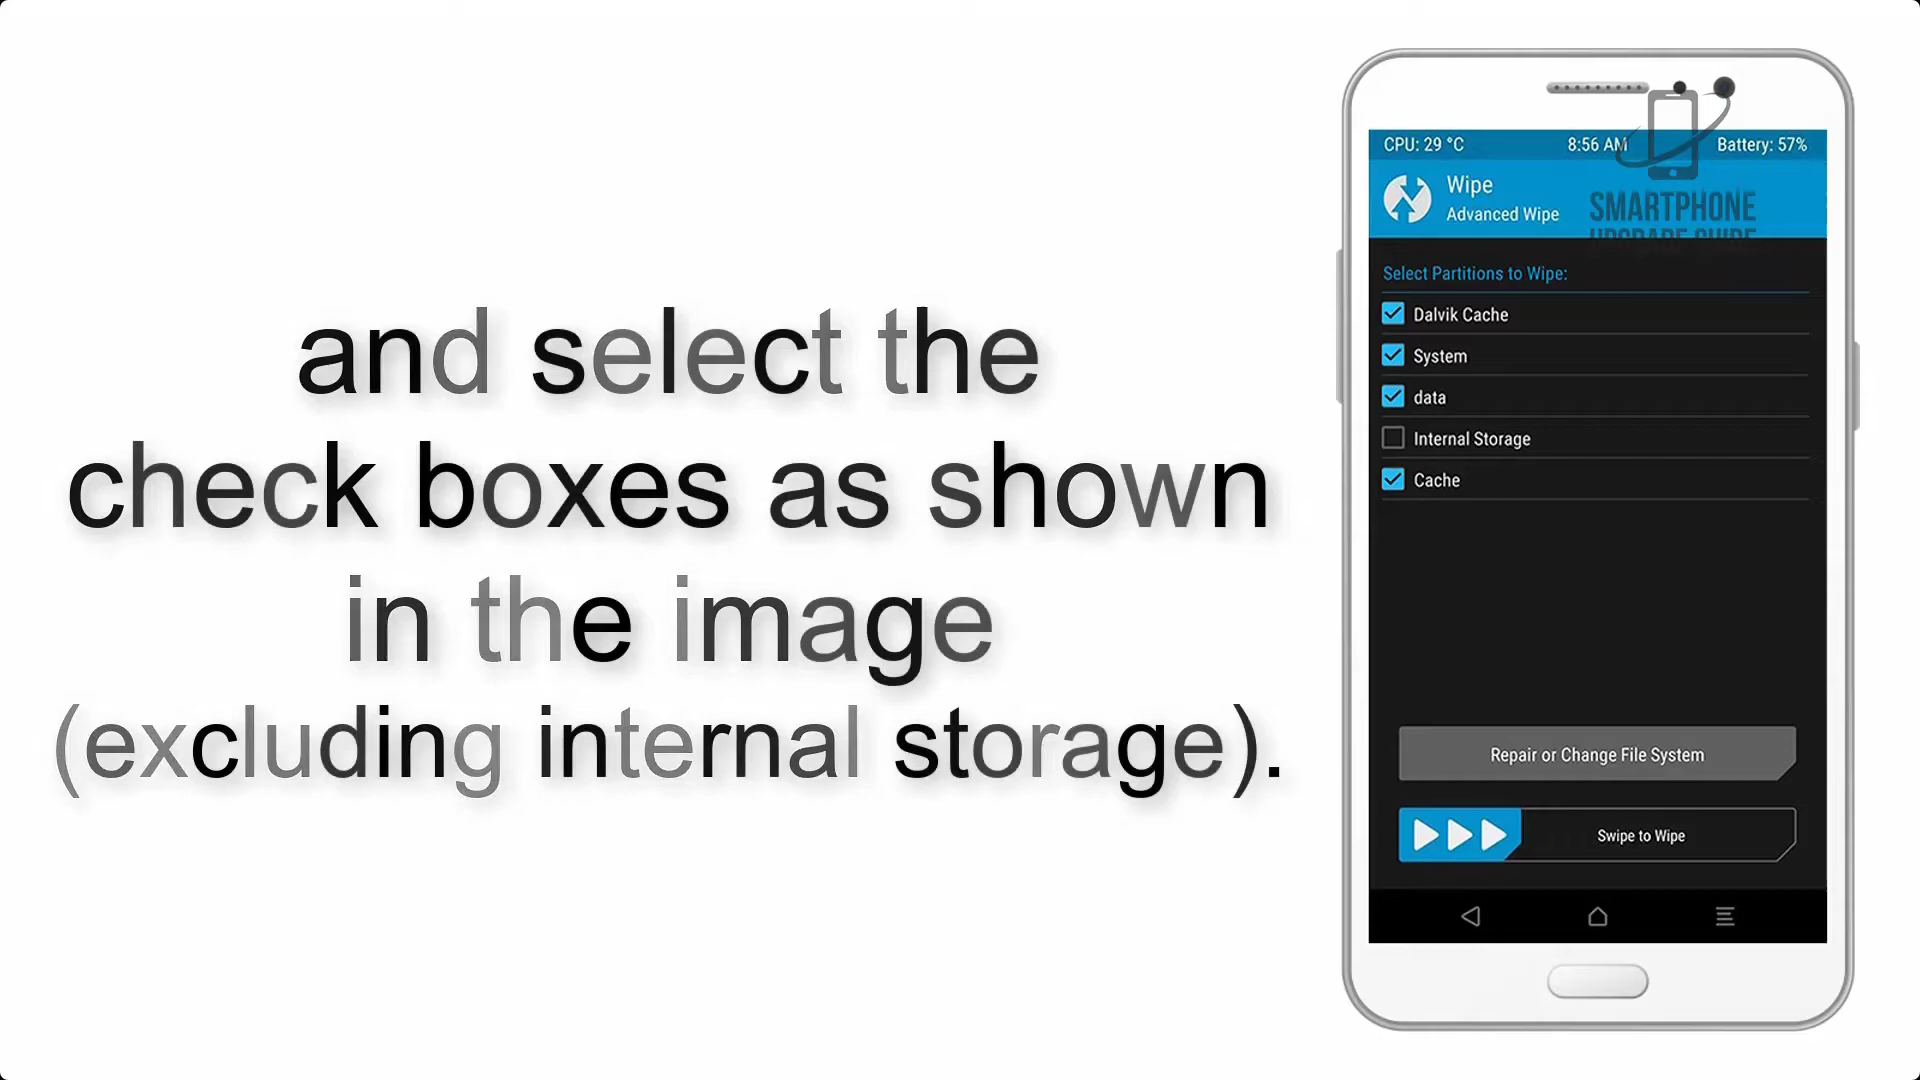 and select the
check boxes as shown
in the image
(excluding internal storage).
CPU: 29 °C 8:56 AM Battery: 57%
Wipe
Advanced Wipe
SMARTPHONE
UPGRADE GUIDE
Select Partitions to Wipe:
Dalvik Cache
System
data
Internal Storage
Cache
Repair or Change File System
Swipe to Wipe